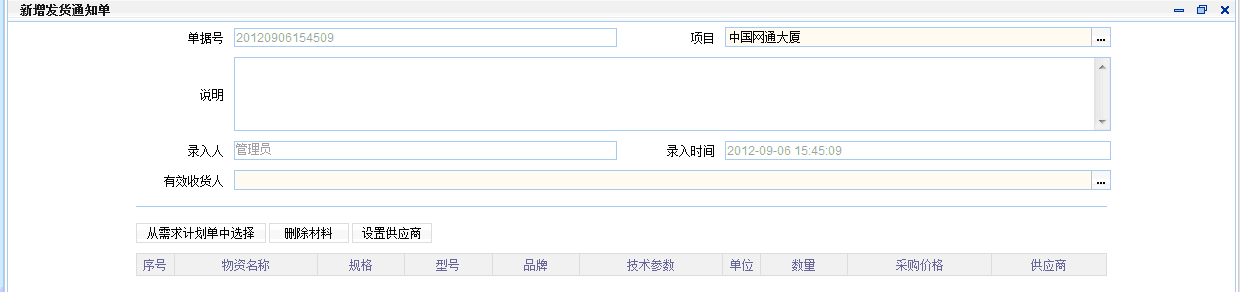 新增发货通知单
单据号 20120906154509 项目 中国网通大厦 ...
说明
录入人 管理员 录入时间 2012-09-06 15:45:09
有效收货人 ...
从需求计划单中选择 删除材料 设置供应商
序号 物资名称 规格 型号 品牌 技术参数 单位 数量 采购价格 供应商